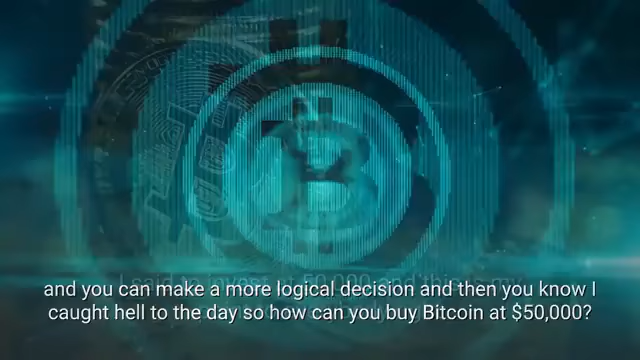 and you can make a more logical decision and then you know I
caught hell to the day so how can you buy Bitcoin at $50,000?